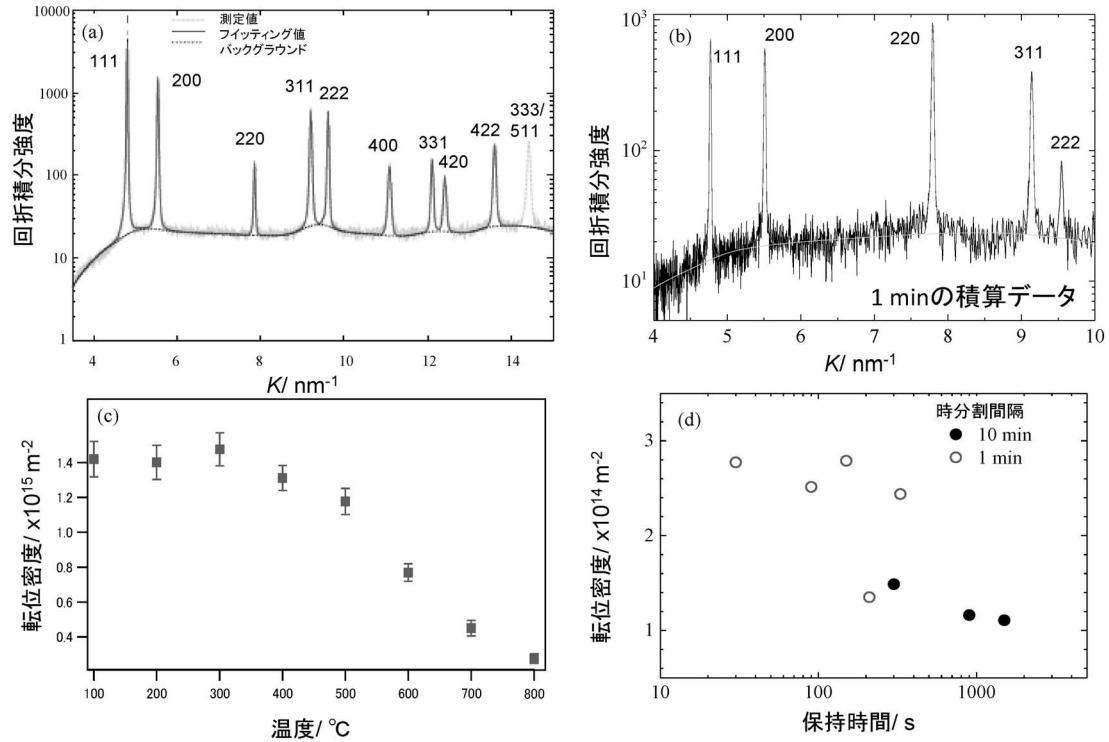 (a)
測定値
フイッティング値
バックグラウンド
111
200
220
311
222
400
331
420
422
333/
511
10000
1000
100
10
1
回折積分強度
4 6 8 10 12 14
K/ nm-1
(b)
111
200
220
311
222
10³
10²
10¹
回折積分強度
1 minの積算データ
4 5 6 7 8 9 10
K/ nm-1
(c)
1.4
1.2
1.0
0.8
0.6
0.4
転位密度/ x10¹⁵ m-2
100 200 300 400 500 600 700 800
温度/ ℃
(d)
時分割間隔
10 min
1 min
3
2
1
転位密度/ x10¹⁴ m-2
10 100 1000
保持時間/ s